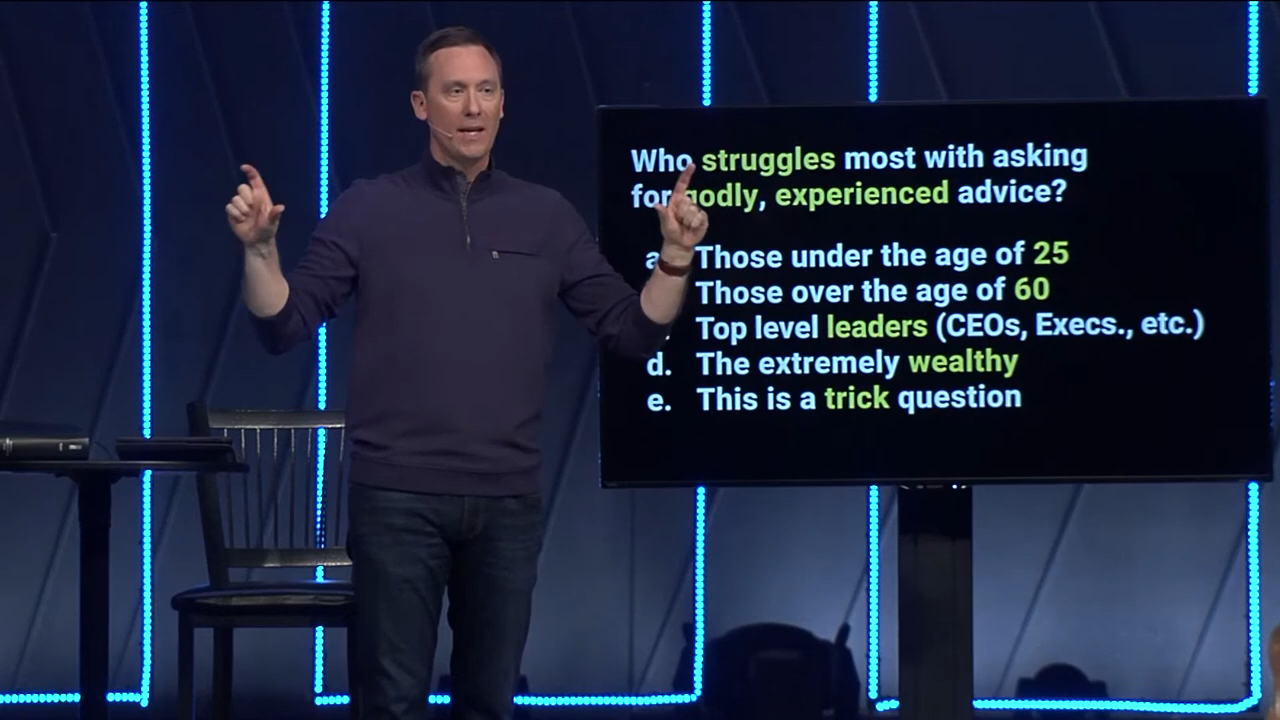 Who struggles most with asking
for godly, experienced advice?
a. Those under the age of 25
Those over the age of 60
Top level leaders (CEOs, Execs., etc.)
d. The extremely wealthy
e. This is a trick question